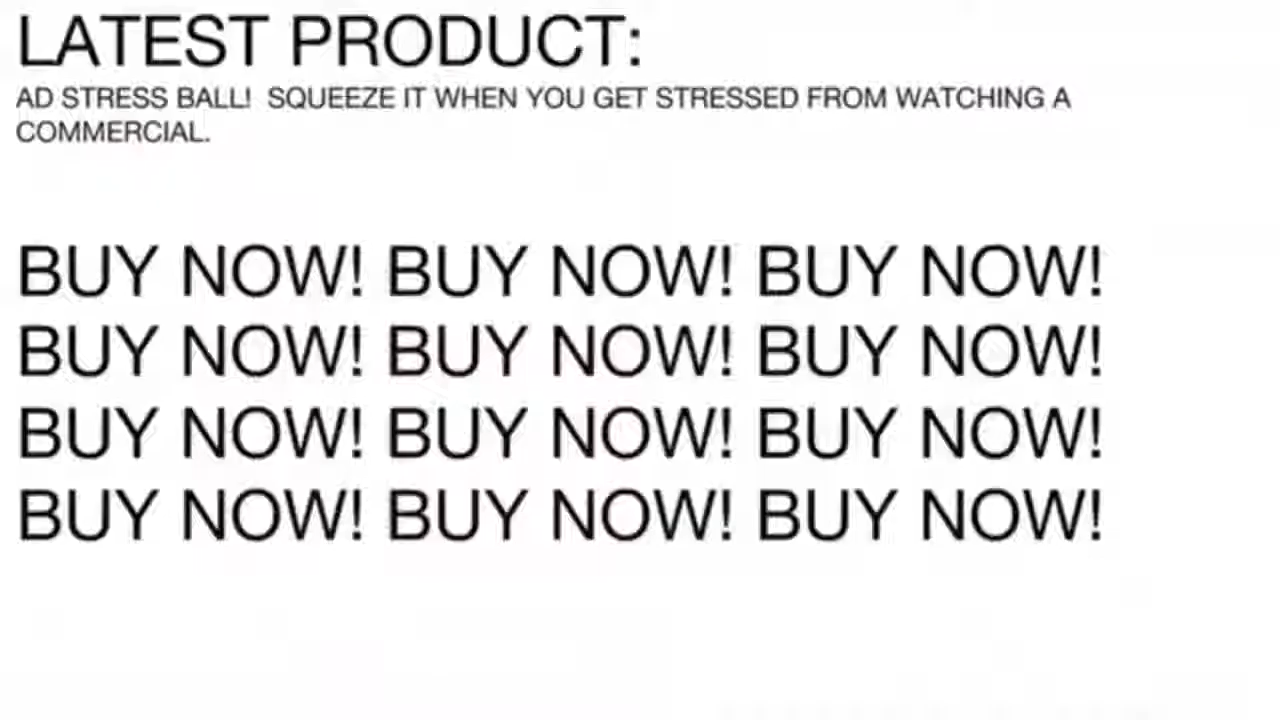 LATEST PRODUCT:
AD STRESS BALL!  SQUEEZE IT WHEN YOU GET STRESSED FROM WATCHING A
COMMERCIAL.
BUY NOW! BUY NOW! BUY NOW!
BUY NOW! BUY NOW! BUY NOW!
BUY NOW! BUY NOW! BUY NOW!
BUY NOW! BUY NOW! BUY NOW!